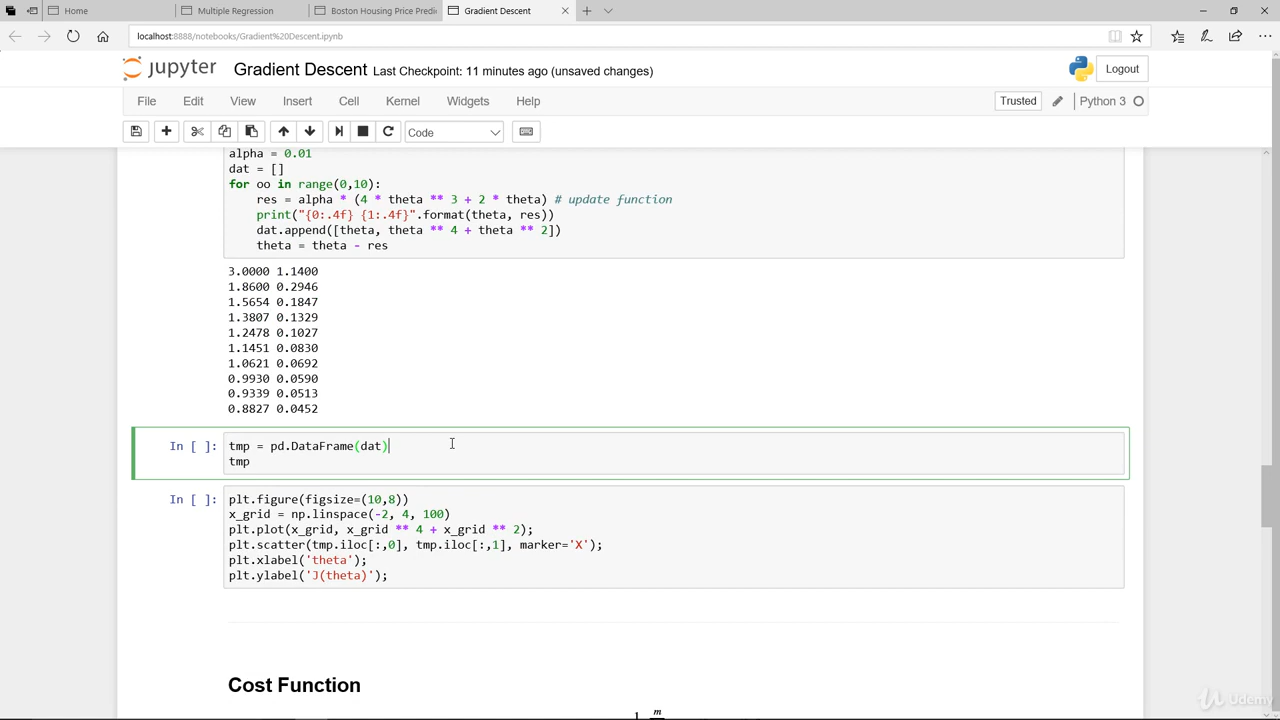 Home
Multiple Regression
Boston Housing Price Predi
Gradient Descent
localhost:8888/notebooks/Gradient%20Descent.ipynb
jupyter Gradient Descent Last Checkpoint: 11 minutes ago (unsaved changes)
Logout
File Edit View Insert Cell Kernel Widgets Help
Trusted
Python 3
Code
alpha = 0.01
dat = []
for oo in range(0,10):
    res = alpha * (4 * theta ** 3 + 2 * theta) # update function
    print("{0:.4f} {1:.4f}".format(theta, res))
    dat.append([theta, theta ** 4 + theta ** 2])
    theta = theta - res
3.0000 1.1400
1.8600 0.2946
1.5654 0.1847
1.3807 0.1329
1.2478 0.1027
1.1451 0.0830
1.0621 0.0692
0.9930 0.0590
0.9339 0.0513
0.8827 0.0452
In [ ]: tmp = pd.DataFrame(dat)
tmp
In [ ]: plt.figure(figsize=(10,8))
x_grid = np.linspace(-2, 4, 100)
plt.plot(x_grid, x_grid ** 4 + x_grid ** 2);
plt.scatter(tmp.iloc[:,0], tmp.iloc[:,1], marker='X');
plt.xlabel('theta');
plt.ylabel('J(theta)');
Cost Function
1 m
Udemy